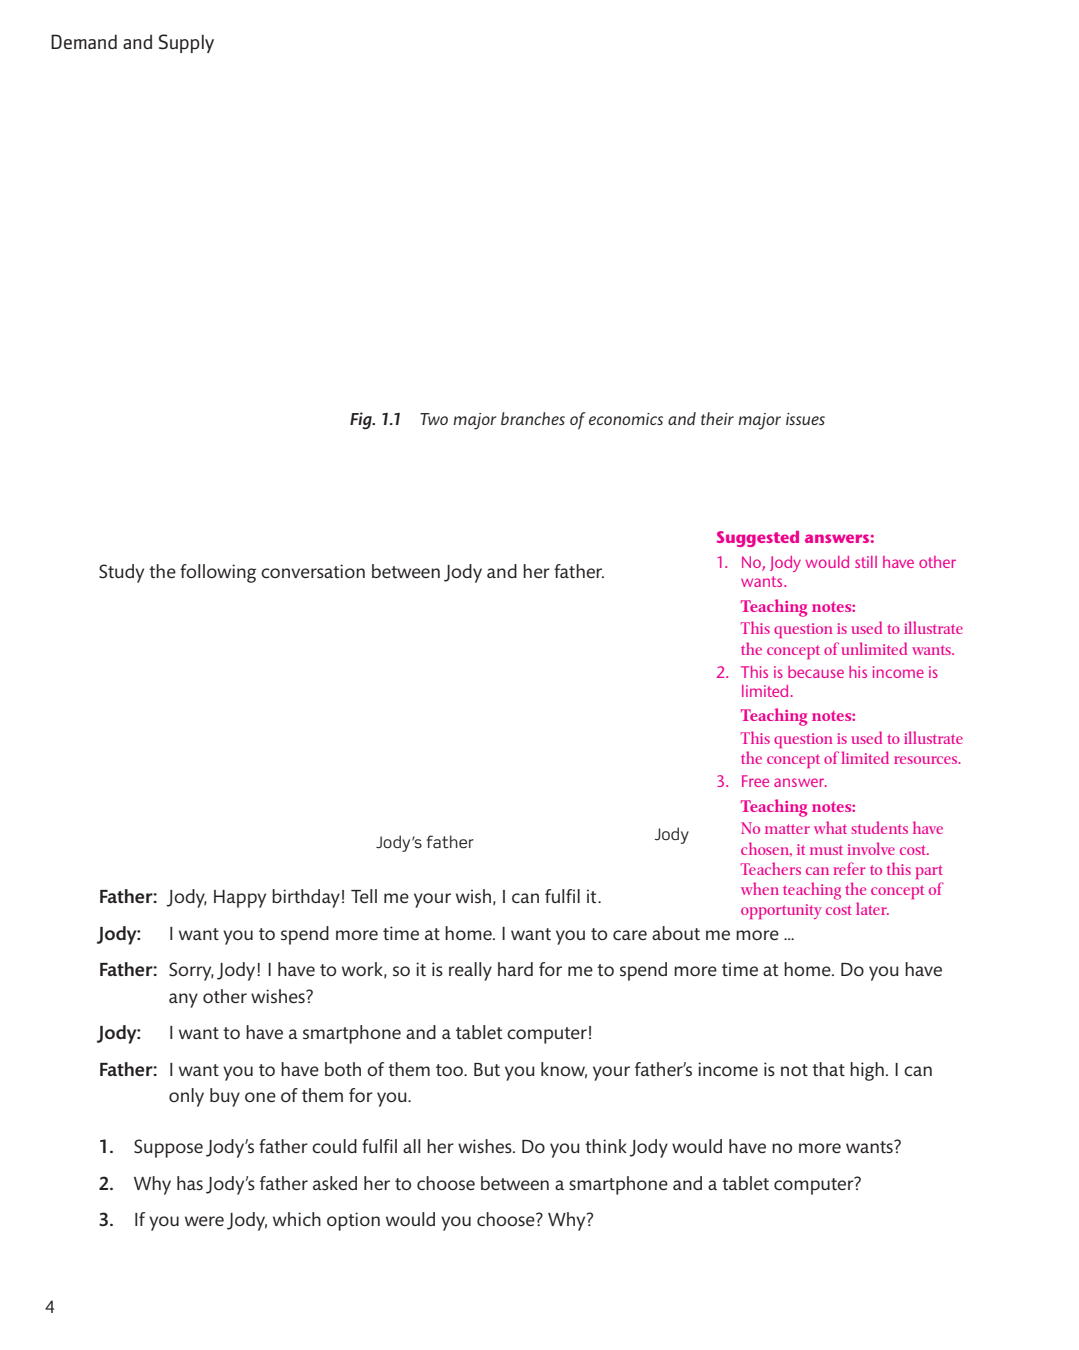 Demand and Supply
Fig. 1.1 Two major branches of economics and their major issues
Study the following conversation between Jody and her father.
Suggested answers:
1. No, Jody would still have other
wants.
Teaching notes:
This question is used to illustrate
the concept of unlimited wants.
2. This is because his income is
limited.
Teaching notes:
This question is used to illustrate
the concept of limited resources.
3. Free answer.
Teaching notes:
No matter what students have
chosen, it must involve cost.
Teachers can refer to this part
when teaching the concept of
opportunity cost later.
Jody's father
Jody
Father: Jody, Happy birthday! Tell me your wish, I can fulfil it.
Jody: I want you to spend more time at home. I want you to care about me more ...
Father: Sorry, Jody! I have to work, so it is really hard for me to spend more time at home. Do you have
any other wishes?
Jody: I want to have a smartphone and a tablet computer!
Father: I want you to have both of them too. But you know, your father's income is not that high. I can
only buy one of them for you.
1. Suppose Jody's father could fulfil all her wishes. Do you think Jody would have no more wants?
2. Why has Jody's father asked her to choose between a smartphone and a tablet computer?
3. If you were Jody, which option would you choose? Why?
4